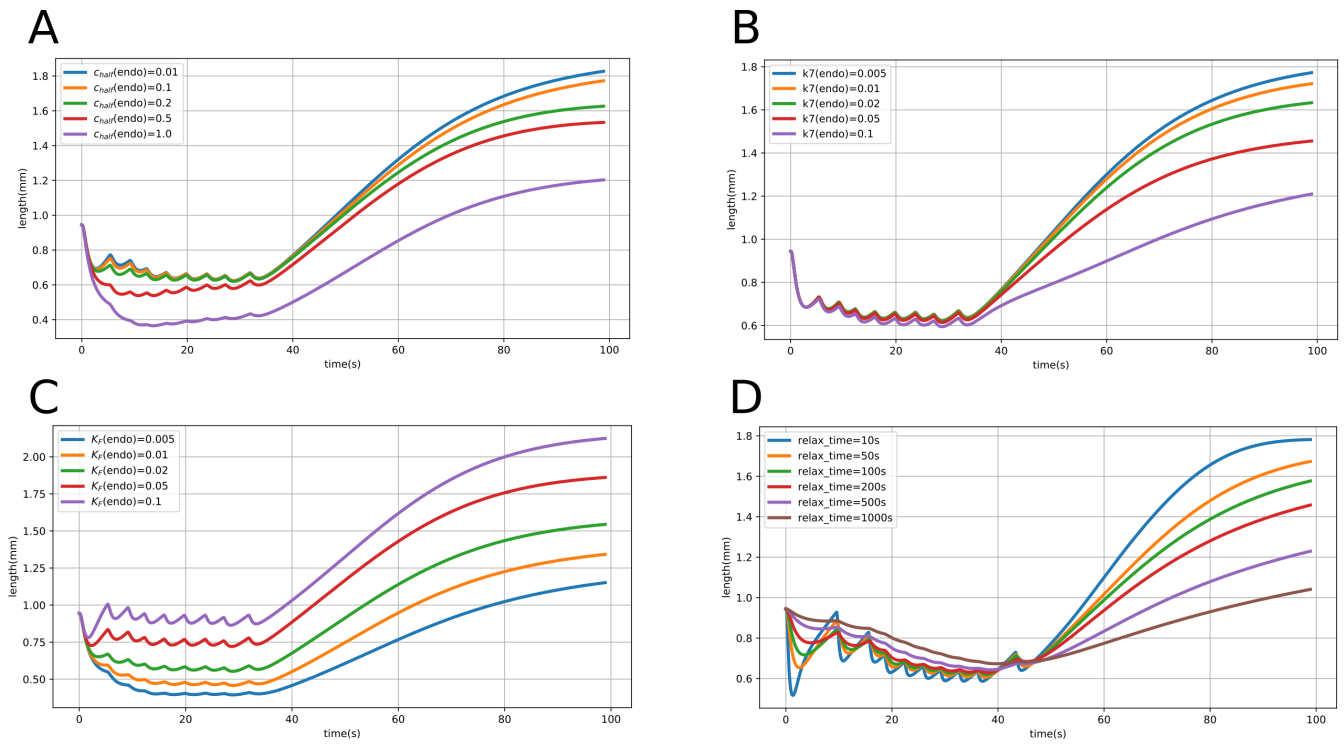 A
1.8
1.6
1.4
1.2
1.0
0.8
0.6
0.4
length(mm)
c_half(endo)=0.01
c_half(endo)=0.1
c_half(endo)=0.2
c_half(endo)=0.5
c_half(endo)=1.0
0 20 40 60 80 100
time(s)
B
1.8
1.6
1.4
1.2
1.0
0.8
0.6
length(mm)
k7(endo)=0.005
k7(endo)=0.01
k7(endo)=0.02
k7(endo)=0.05
k7(endo)=0.1
0 20 40 60 80 100
time(s)
C
2.00
1.75
1.50
1.25
1.00
0.75
0.50
length(mm)
K_F(endo)=0.005
K_F(endo)=0.01
K_F(endo)=0.02
K_F(endo)=0.05
K_F(endo)=0.1
0 20 40 60 80 100
time(s)
D
1.8
1.6
1.4
1.2
1.0
0.8
0.6
length(mm)
relax_time=10s
relax_time=50s
relax_time=100s
relax_time=200s
relax_time=500s
relax_time=1000s
0 20 40 60 80 100
time(s)